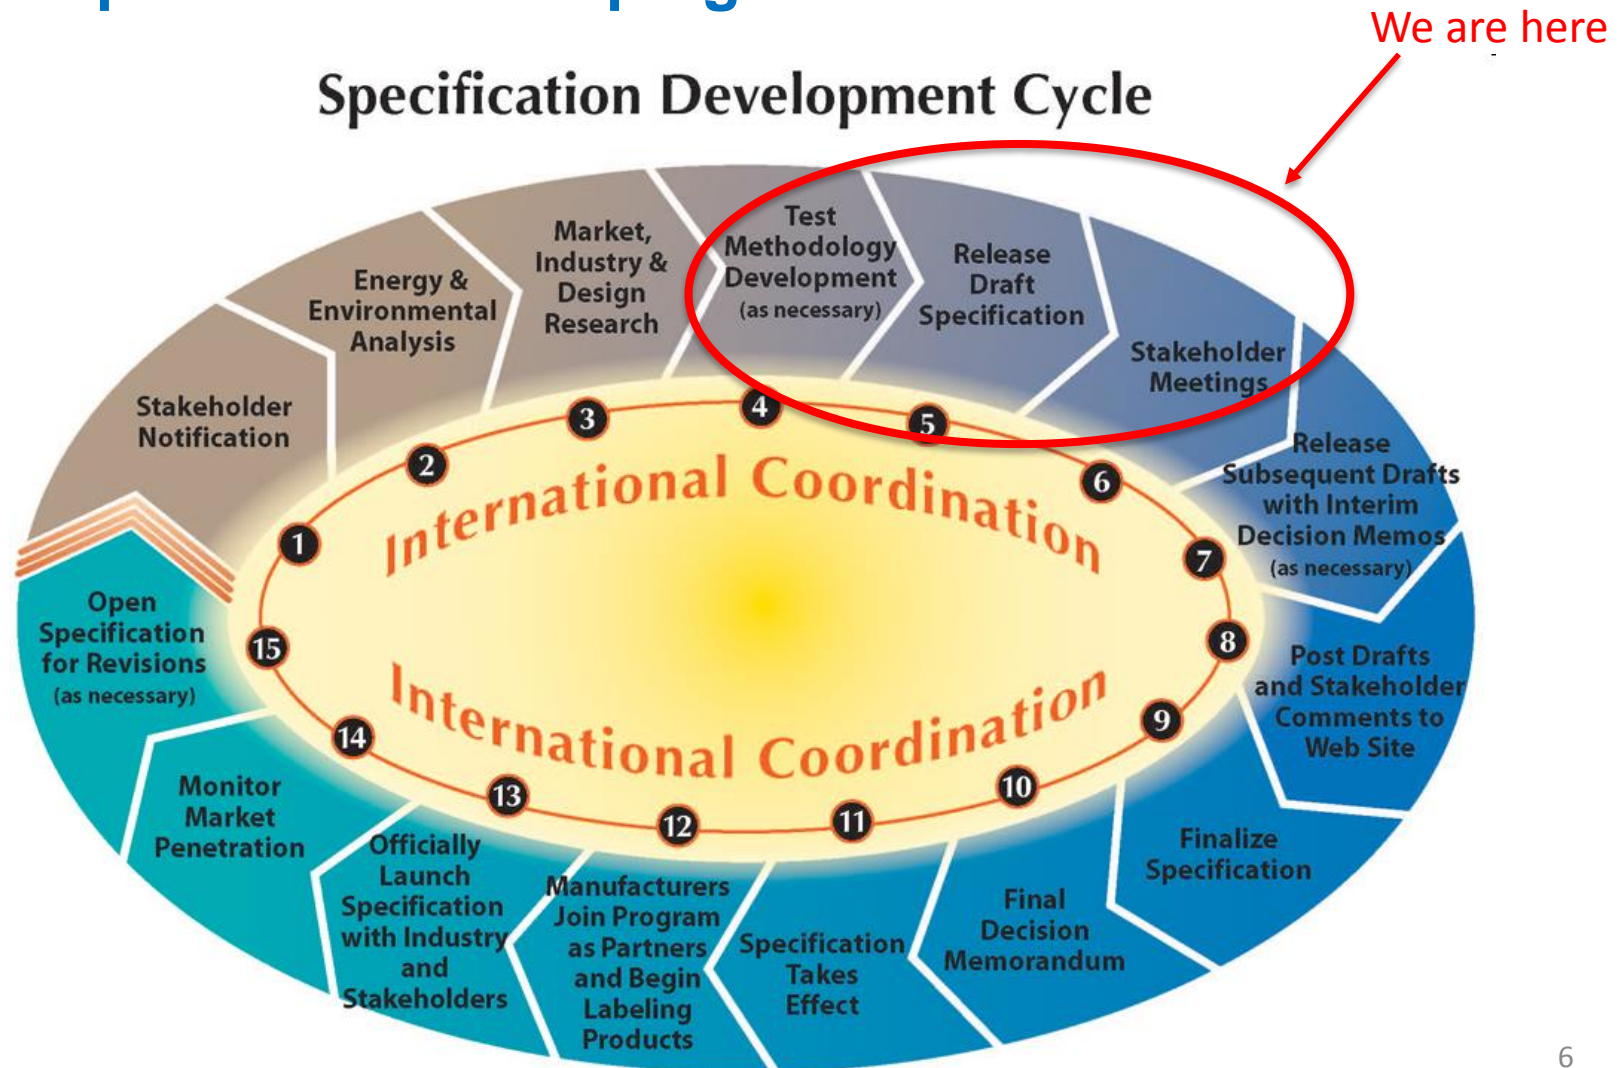 We are here
Specification Development Cycle
Stakeholder
Notification
Energy &
Environmental
Analysis
Market,
Industry &
Design
Research
Test
Methodology
Development
(as necessary)
Release
Draft
Specification
Stakeholder
Meetings
Release
Subsequent Drafts
with Interim
Decision Memos
(as necessary)
Post Drafts
and Stakeholder
Comments to
Web Site
Finalize
Specification
Final
Decision
Memorandum
Specification
Takes
Effect
Manufacturers
Join Program
as Partners
and Begin
Labeling
Products
Officially
Launch
Specification
with Industry
and
Stakeholders
Monitor
Market
Penetration
Open
Specification
for Revisions
(as necessary)
1
2
3
4
5
6
7
8
9
10
11
12
13
14
15
International Coordination
International Coordination
6